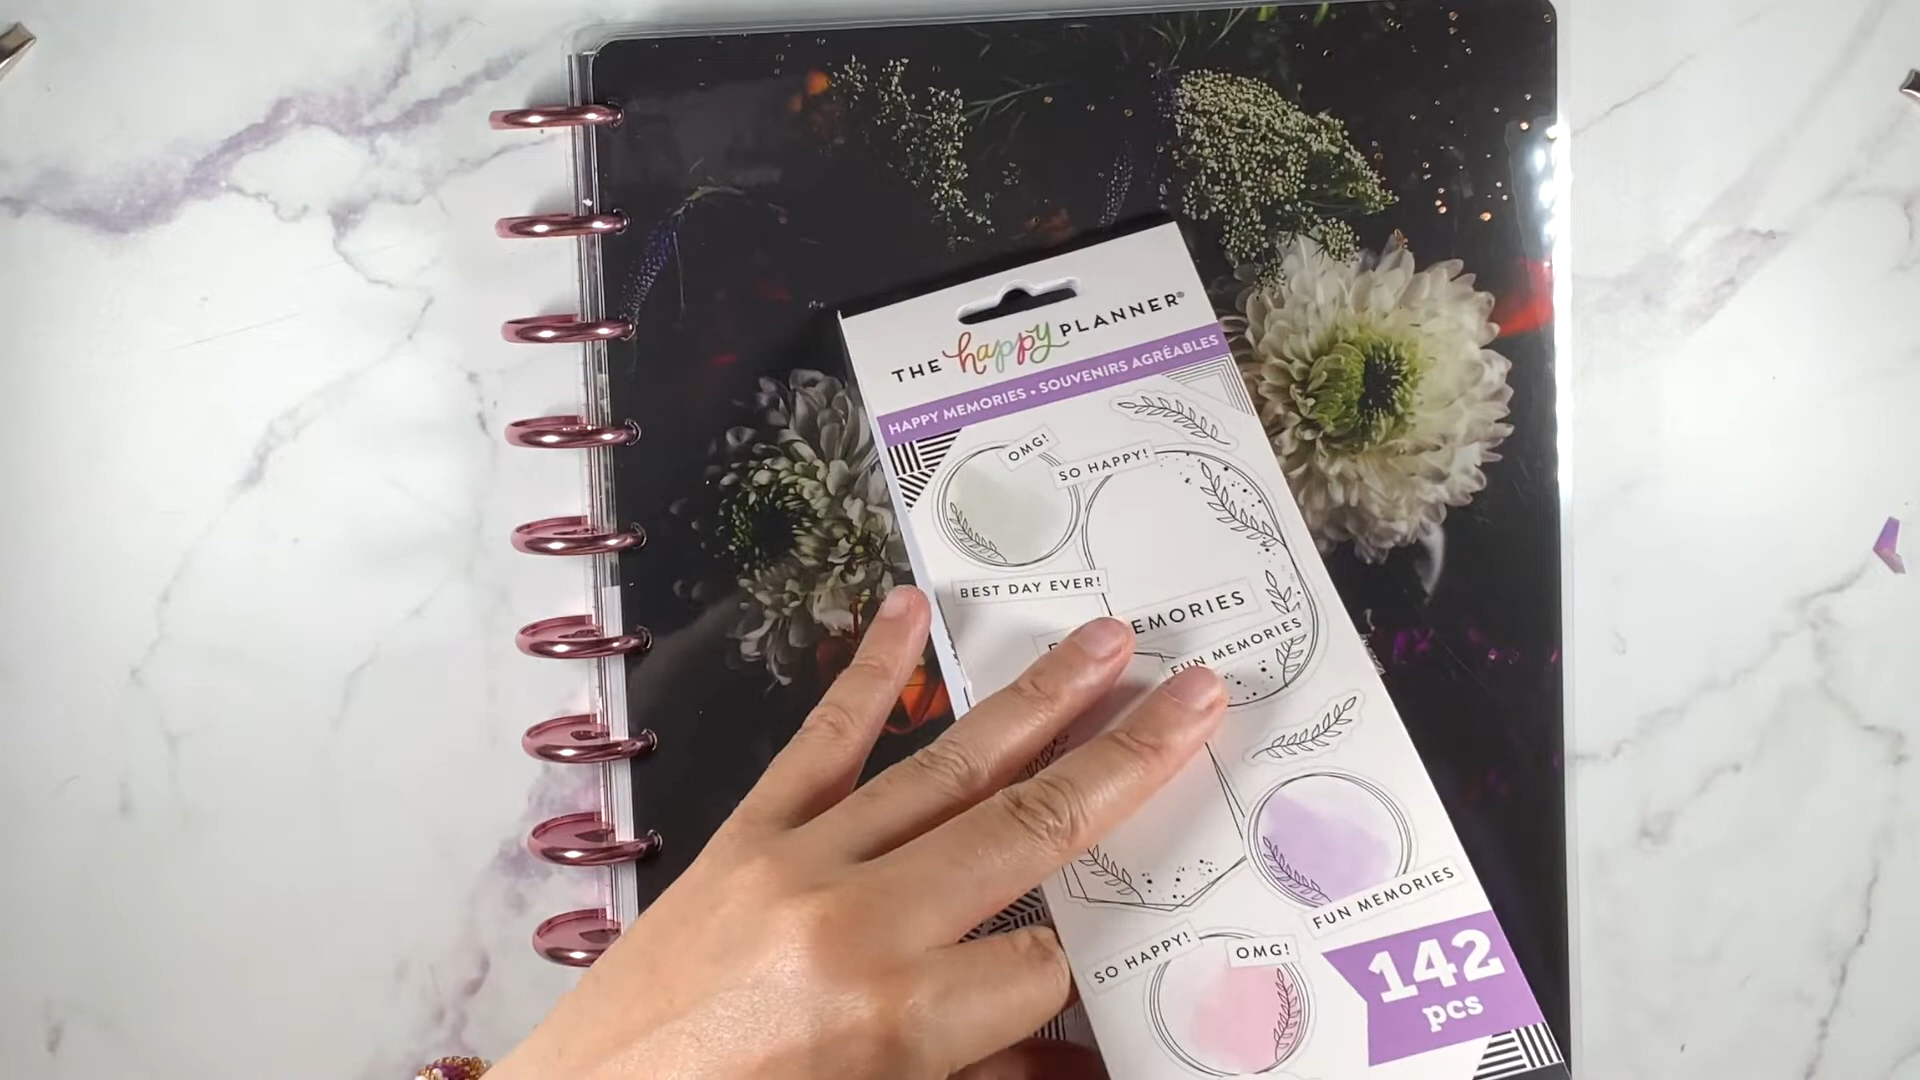 THE happy PLANNER®
HAPPY MEMORIES • SOUVENIRS AGRÉABLES
OMG!
SO HAPPY!
BEST DAY EVER!
EMORIES
FUN MEMORIES
FUN MEMORIES
SO HAPPY!
OMG!
142
pcs